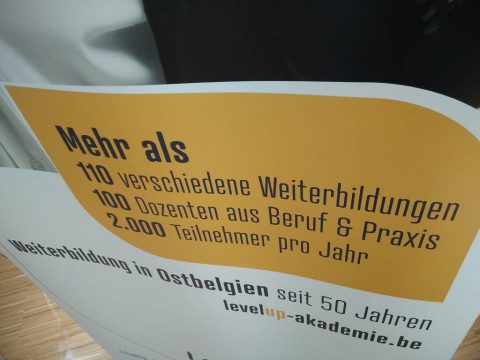 Mehr als
110 verschiedene Weiterbildungen
100 Dozenten aus Beruf & Praxis
2.000 Teilnehmer pro Jahr
Weiterbildung in Ostbelgien seit 50 Jahren
levelup-akademie.be